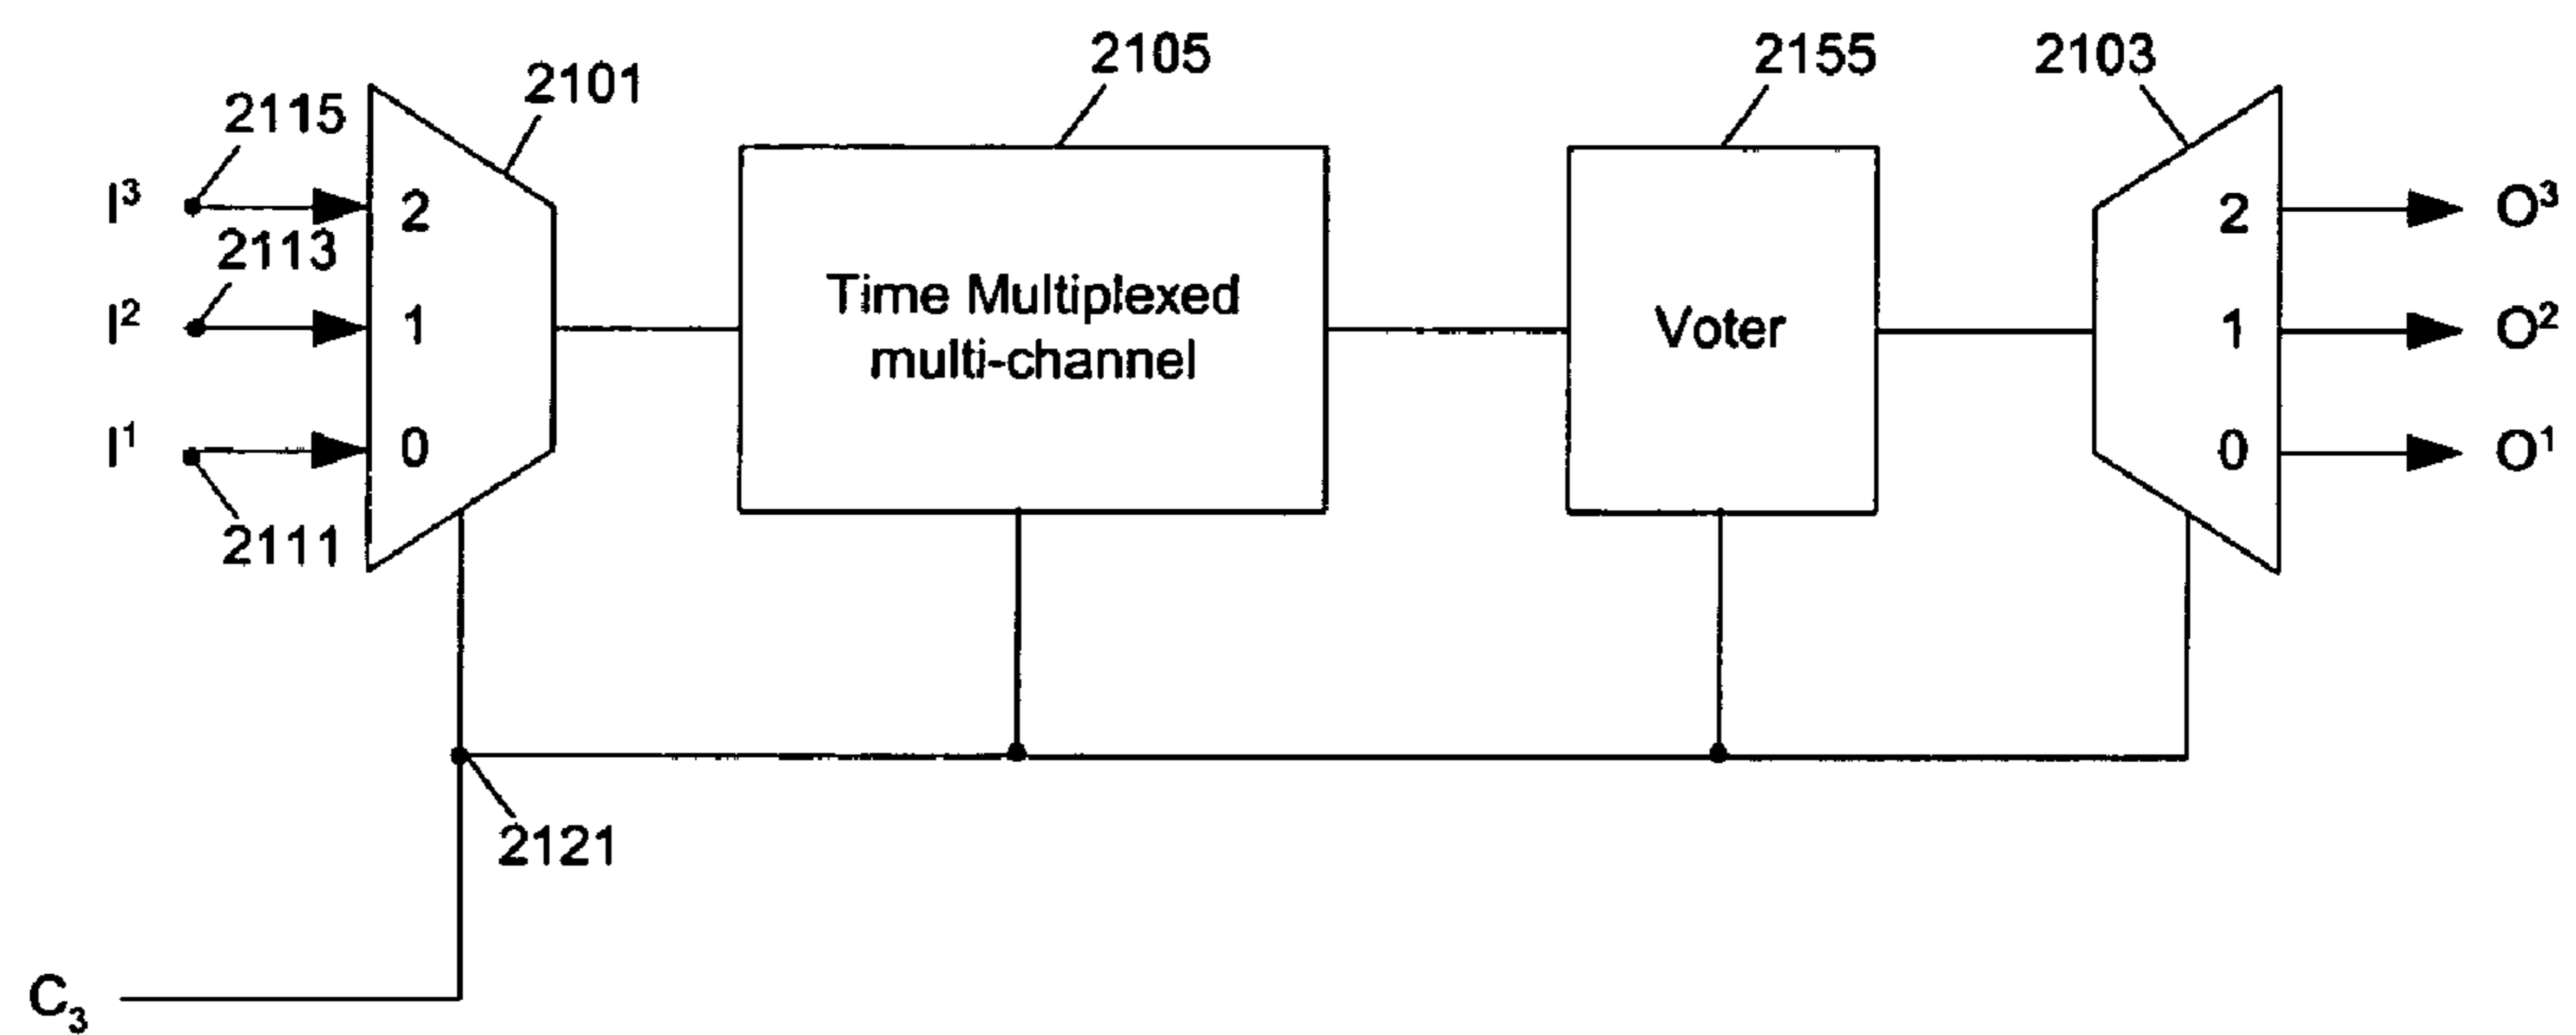 2101
2105
2155
2103
2115
I³
2
2
O³
2113
I²
1
Time Multiplexed
multi-channel
Voter
1
O²
I¹
0
0
O¹
2111
2121
C₃